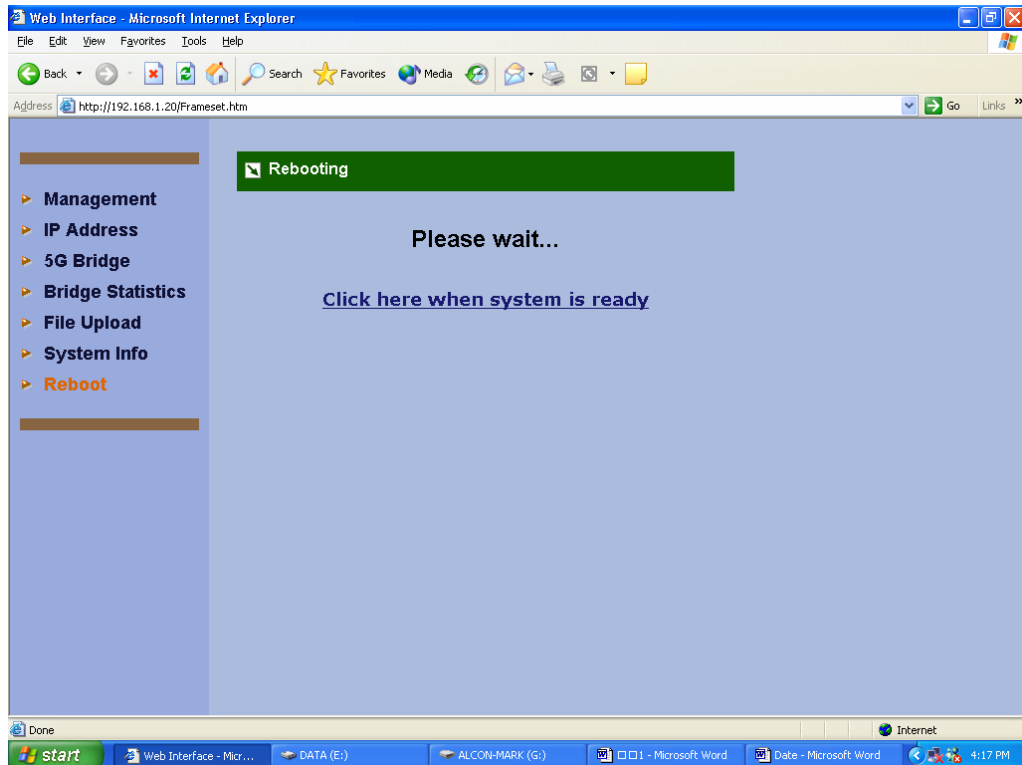 Web Interface - Microsoft Internet Explorer
File Edit View Favorites Tools Help
Back Search Favorites Media
Address http://192.168.1.20/Frameset.htm Go Links »
Management
IP Address
5G Bridge
Bridge Statistics
File Upload
System Info
Reboot
Rebooting
Please wait...
Click here when system is ready
Done Internet
start Web Interface - Micr... DATA (E:) ALCON-MARK (G:) □□1 - Microsoft Word Date - Microsoft Word 4:17 PM